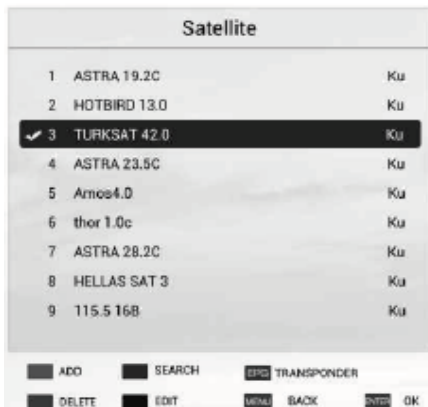 Satellite
1 ASTRA 19.2C Ku
2 HOTBIRD 13.0 Ku
3 TURKSAT 42.0 Ku
4 ASTRA 23.5C Ku
5 Amos4.0 Ku
6 thor 1.0c Ku
7 ASTRA 28.2C Ku
8 HELLAS SAT 3 Ku
9 115.5 16B Ku
ADD SEARCH EPG TRANSPONDER
DELETE EDIT MENU BACK ENTER OK